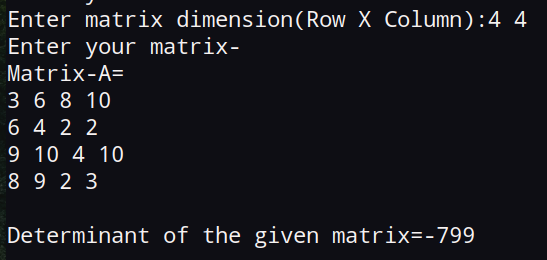 Enter matrix dimension(Row X Column):4 4
Enter your matrix-
Matrix-A=
3 6 8 10
6 4 2 2
9 10 4 10
8 9 2 3
Determinant of the given matrix=-799